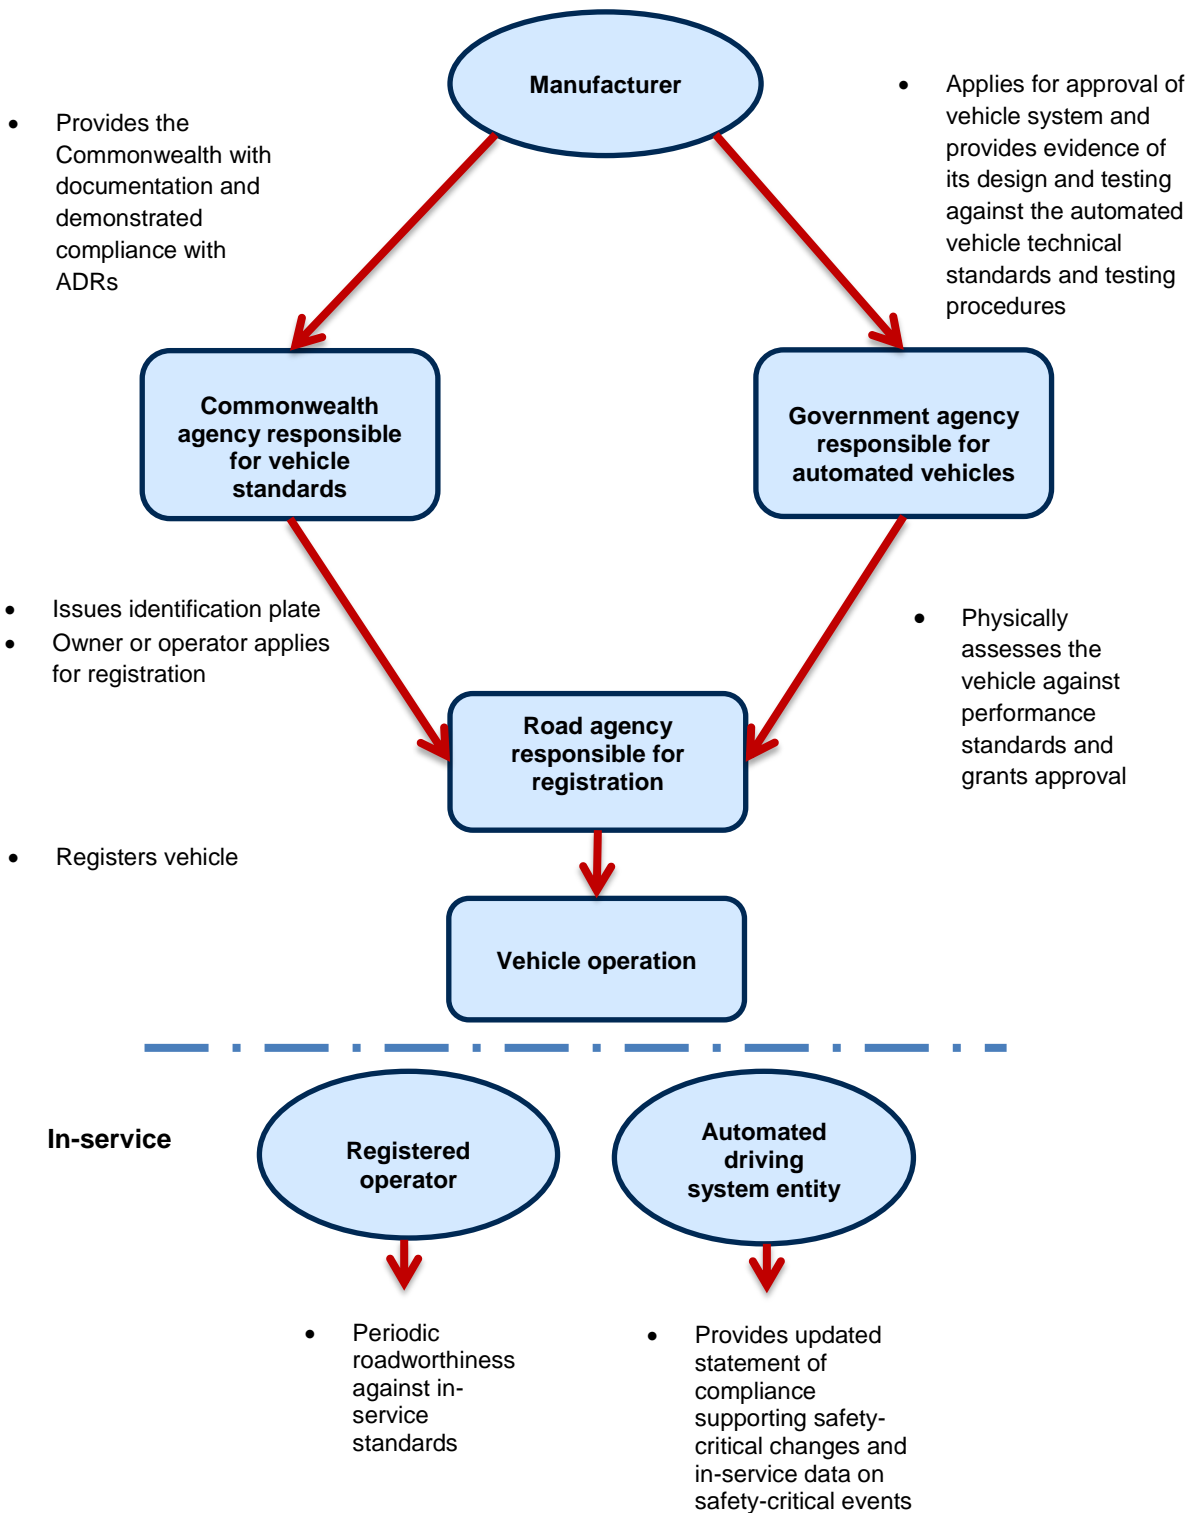 Manufacturer
• Provides the
Commonwealth with
documentation and
demonstrated
compliance with
ADRs
• Applies for approval of
vehicle system and
provides evidence of
its design and testing
against the automated
vehicle technical
standards and testing
procedures
Commonwealth
agency responsible
for vehicle
standards
Government agency
responsible for
automated vehicles
• Issues identification plate
• Owner or operator applies
for registration
• Physically
assesses the
vehicle against
performance
standards and
grants approval
Road agency
responsible for
registration
• Registers vehicle
Vehicle operation
In-service
Registered
operator
Automated
driving
system entity
• Periodic
roadworthiness
against in-
service
standards
• Provides updated
statement of
compliance
supporting safety-
critical changes and
in-service data on
safety-critical events